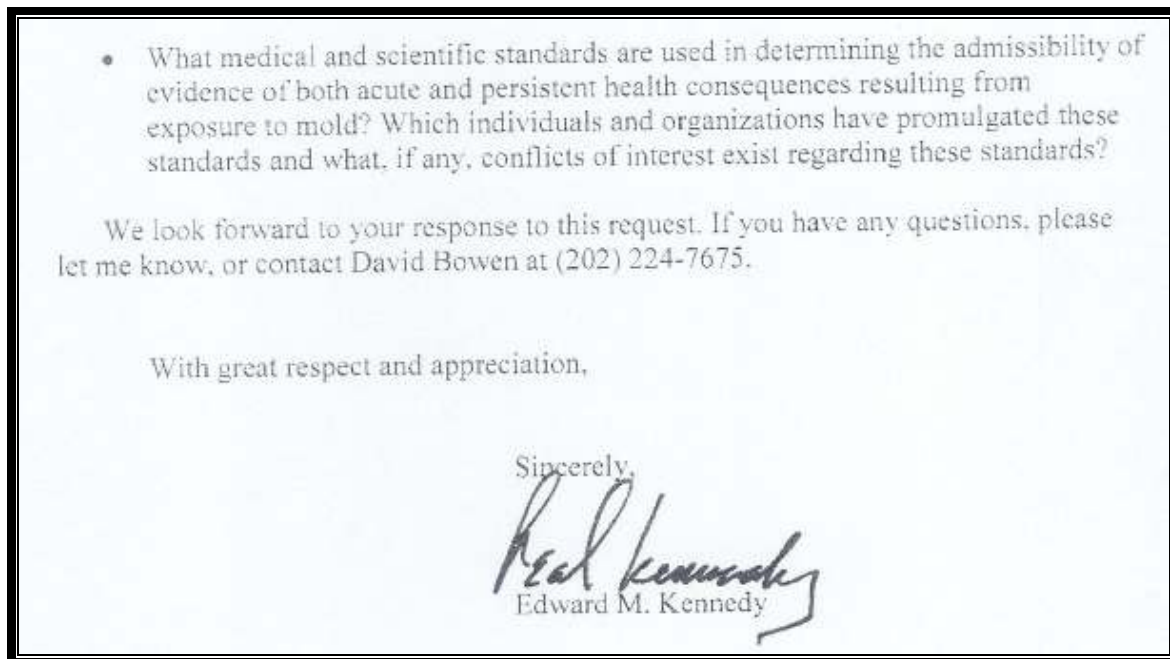 • What medical and scientific standards are used in determining the admissibility of
evidence of both acute and persistent health consequences resulting from
exposure to mold? Which individuals and organizations have promulgated these
standards and what, if any, conflicts of interest exist regarding these standards?
We look forward to your response to this request. If you have any questions, please
let me know, or contact David Bowen at (202) 224-7675.
With great respect and appreciation,
Sincerely,
Kennedy
Edward M. Kennedy